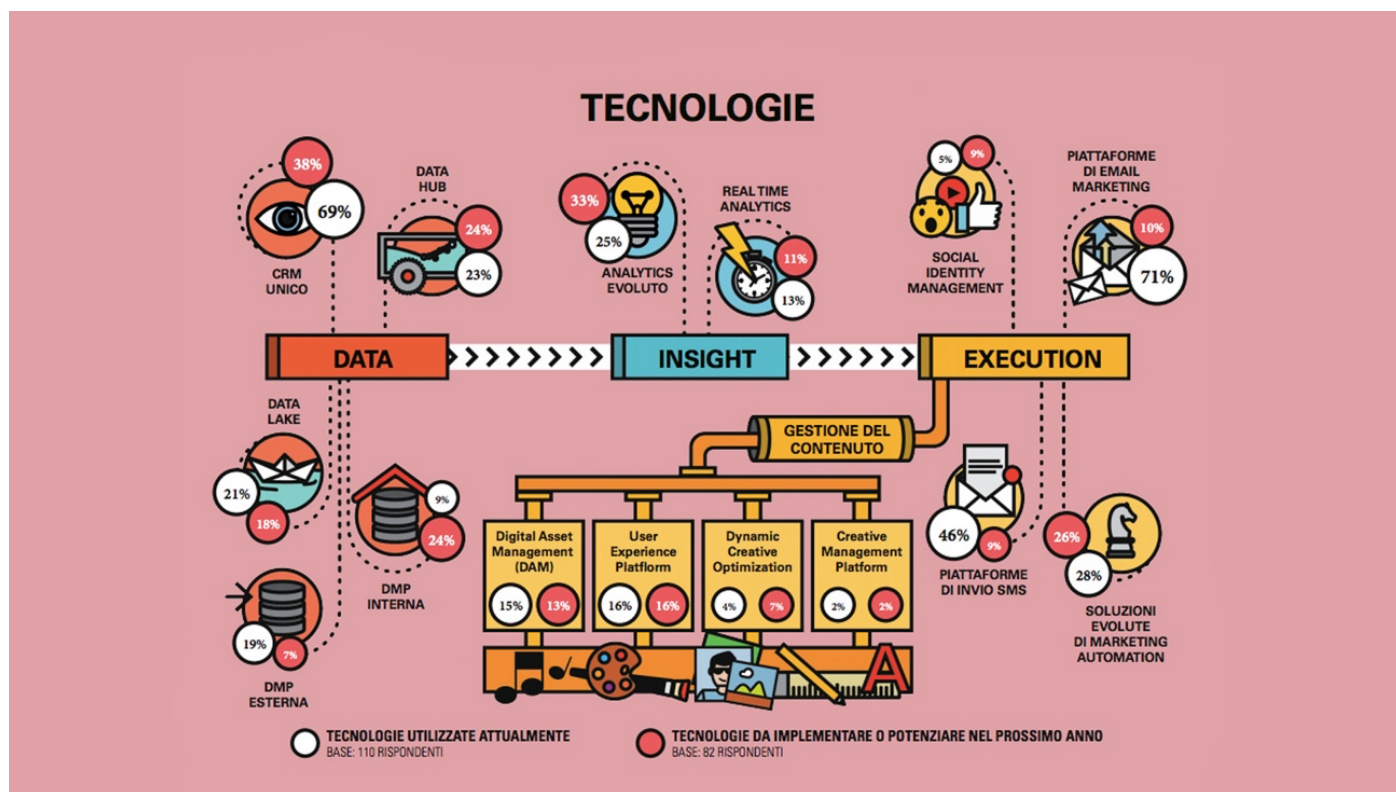 TECNOLOGIE
38%
69%
CRM
UNICO
DATA
HUB
24%
23%
33%
25%
ANALYTICS
EVOLUTO
REAL TIME
ANALYTICS
11%
13%
5%
9%
SOCIAL
IDENTITY
MANAGEMENT
PIATTAFORME
DI EMAIL
MARKETING
10%
71%
DATA
INSIGHT
EXECUTION
DATA
LAKE
21%
18%
9%
24%
DMP
INTERNA
19%
7%
DMP
ESTERNA
GESTIONE DEL
CONTENUTO
Digital Asset
Management
(DAM)
15%
13%
User
Experience
Platflorm
16%
16%
Dynamic
Creative
Optimization
4%
7%
Creative
Management
Platform
2%
2%
A
46%
9%
PIATTAFORME
DI INVIO SMS
26%
28%
SOLUZIONI
EVOLUTE
DI MARKETING
AUTOMATION
TECNOLOGIE UTILIZZATE ATTUALMENTE
BASE: 110 RISPONDENTI
TECNOLOGIE DA IMPLEMENTARE O POTENZIARE NEL PROSSIMO ANNO
BASE: 82 RISPONDENTI